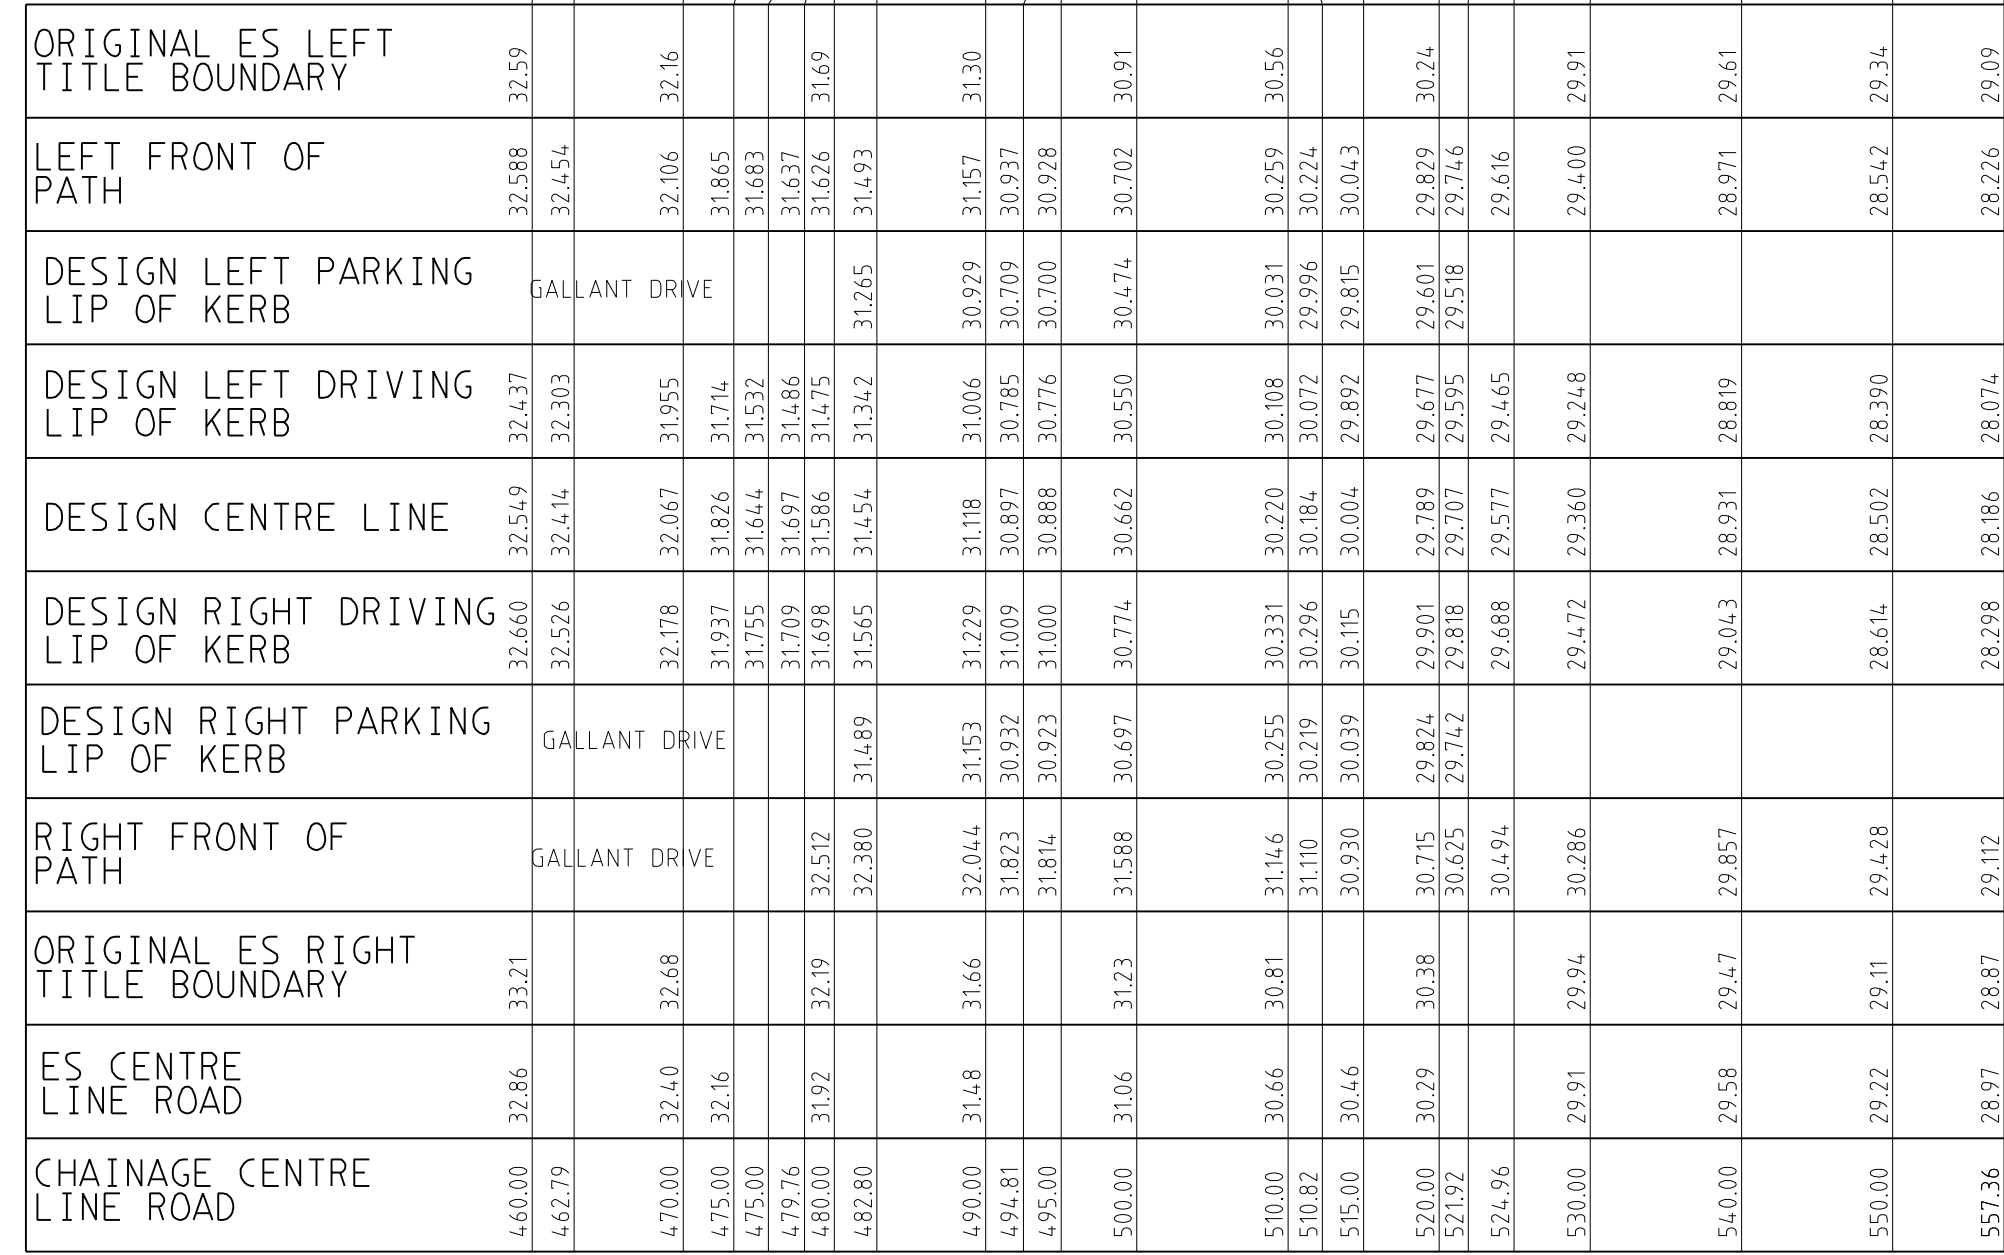 ORIGINAL ES LEFT
TITLE BOUNDARY
32.59 32.16 31.69 31.30 30.91 30.56 30.24 29.91 29.61 29.34 29.09
LEFT FRONT OF
PATH
32.588 32.454 32.106 31.865 31.683 31.637 31.626 31.493 31.157 30.937 30.928 30.702 30.259 30.224 30.043 29.829 29.746 29.616 29.400 28.971 28.542 28.226
DESIGN LEFT PARKING
LIP OF KERB
GALLANT DRIVE 31.265 30.929 30.709 30.700 30.474 30.031 29.996 29.815 29.601 29.518
DESIGN LEFT DRIVING
LIP OF KERB
32.437 32.303 31.955 31.714 31.532 31.486 31.475 31.342 31.006 30.785 30.776 30.550 30.108 30.072 29.892 29.677 29.595 29.465 29.248 28.819 28.390 28.074
DESIGN CENTRE LINE
32.549 32.414 32.067 31.826 31.644 31.697 31.586 31.454 31.118 30.897 30.888 30.662 30.220 30.184 30.004 29.789 29.707 29.577 29.360 28.931 28.502 28.186
DESIGN RIGHT DRIVING
LIP OF KERB
32.660 32.526 32.178 31.937 31.755 31.709 31.698 31.565 31.229 31.009 31.000 30.774 30.331 30.296 30.115 29.901 29.818 29.688 29.472 29.043 28.614 28.298
DESIGN RIGHT PARKING
LIP OF KERB
GALLANT DRIVE 31.489 31.153 30.932 30.923 30.697 30.255 30.219 30.039 29.824 29.742
RIGHT FRONT OF
PATH
GALLANT DRIVE 32.512 32.380 32.044 31.823 31.814 31.588 31.146 31.110 30.930 30.715 30.625 30.494 30.286 29.857 29.428 29.112
ORIGINAL ES RIGHT
TITLE BOUNDARY
33.21 32.68 32.19 31.66 31.23 30.81 30.38 29.94 29.47 29.11 28.87
ES CENTRE
LINE ROAD
32.86 32.40 32.16 31.92 31.48 31.06 30.66 30.46 30.29 29.91 29.58 29.22 28.97
CHAINAGE CENTRE
LINE ROAD
460.00 462.79 470.00 475.00 475.00 479.76 480.00 482.80 490.00 494.81 495.00 500.00 510.00 510.82 515.00 520.00 521.92 524.96 530.00 540.00 550.00 557.36